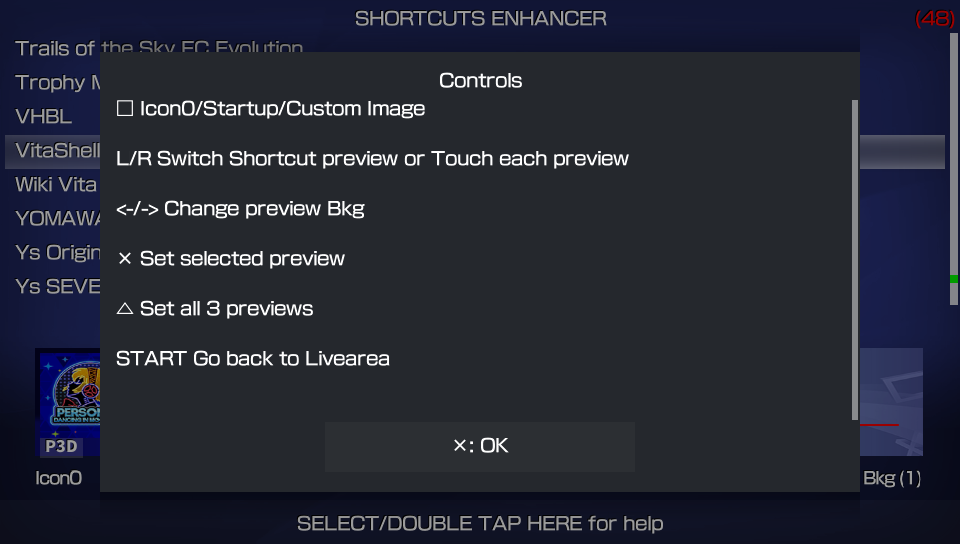 SHORTCUTS ENHANCER
(48)
Trails of the Sky FC Evolution
Trophy
VHBL
VitaShell
Wiki Vita
YOMAWA
Ys Origin
Ys SEVE
Controls
□ Icon0/Startup/Custom Image
L/R Switch Shortcut preview or Touch each preview
<-/-> Change preview Bkg
× Set selected preview
△ Set all 3 previews
START Go back to Livearea
×: OK
PERSON
DANCING IN MO
P3D
Icon0
Bkg (1)
SELECT/DOUBLE TAP HERE for help